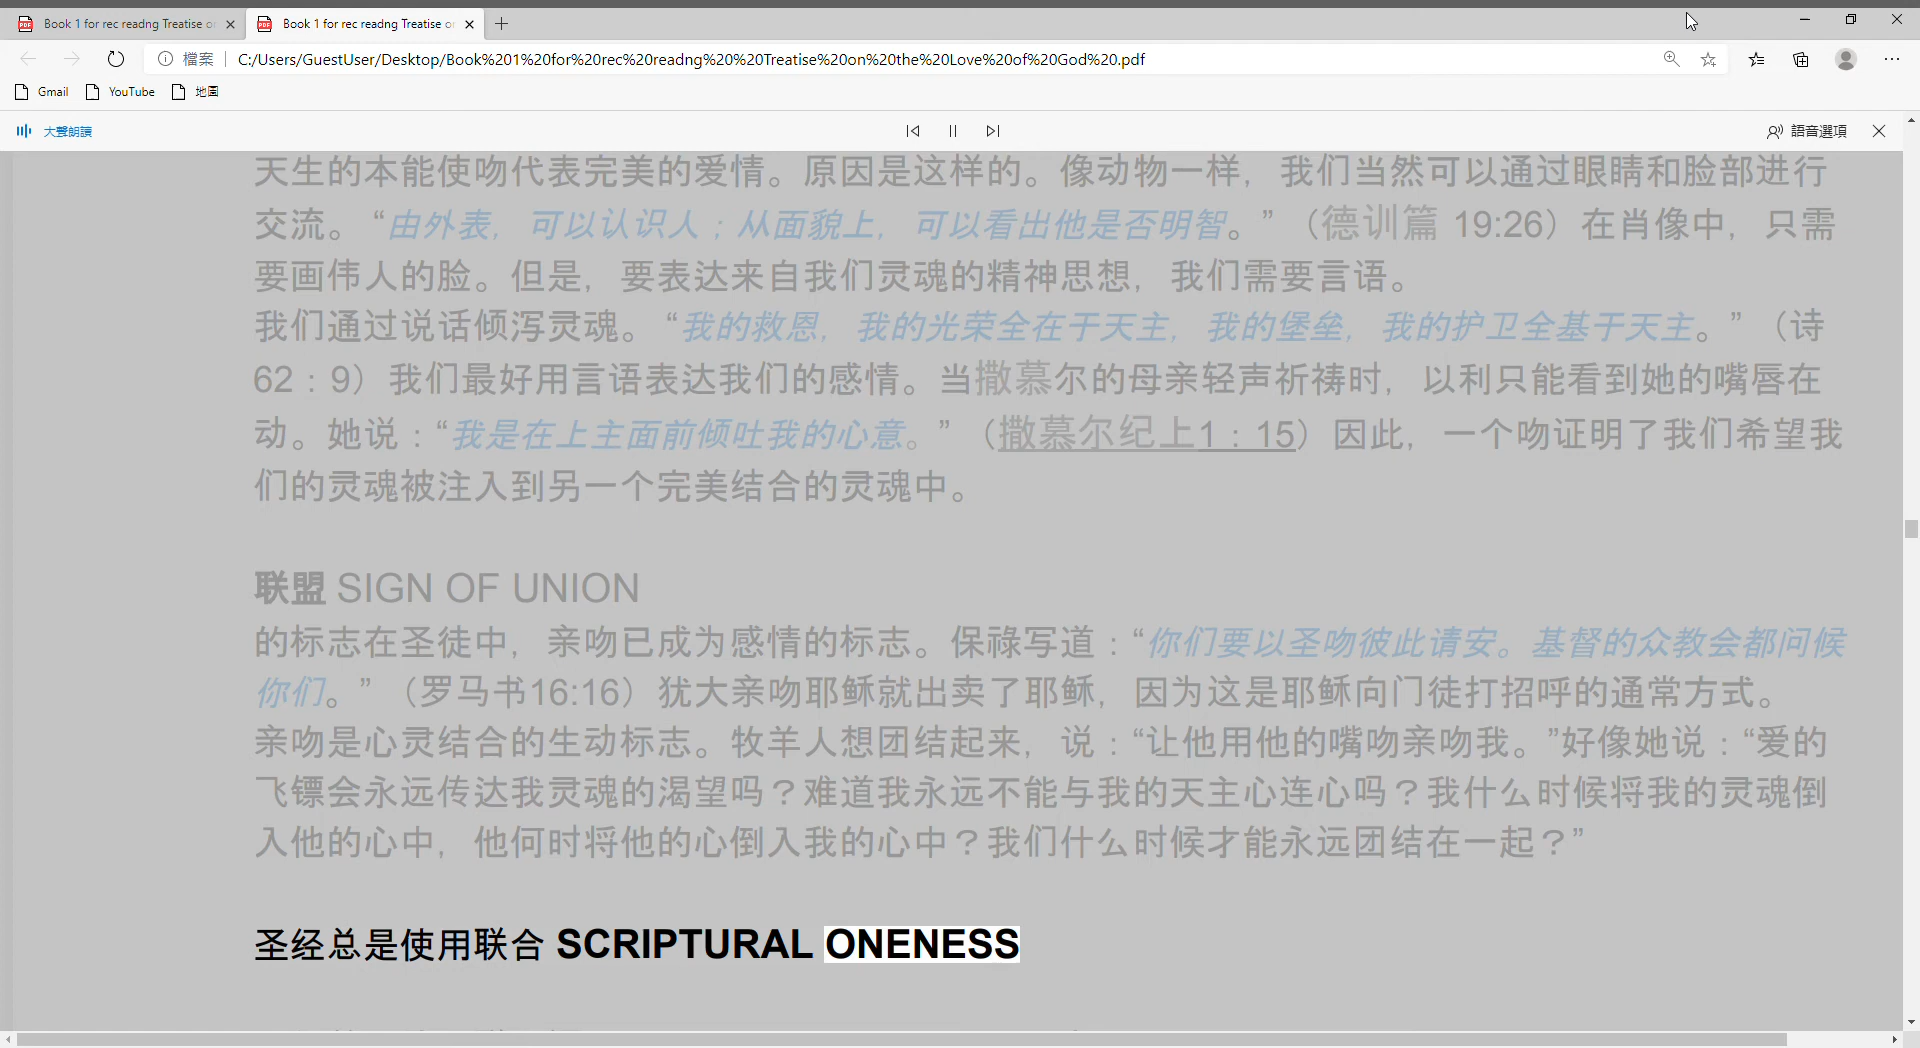 Book 1 for rec readng Treatise or
Book 1 for rec readng Treatise or
檔案
C:/Users/GuestUser/Desktop/Book%201%20for%20rec%20readng%20%20Treatise%20on%20the%20Love%20of%20God%20.pdf
Gmail
YouTube
地圖
大聲朗讀
語音選項
天生的本能使吻代表完美的爱情。原因是这样的。像动物一样，我们当然可以通过眼睛和脸部进行
交流。“由外表，可以认识人；从面貌上，可以看出他是否明智。”（德训篇 19:26）在肖像中，只需
要画伟人的脸。但是，要表达来自我们灵魂的精神思想，我们需要言语。
我们通过说话倾泻灵魂。“我的救恩，我的光荣全在于天主，我的堡垒，我的护卫全基于天主。”（诗
62：9）我们最好用言语表达我们的感情。当撒慕尔的母亲轻声祈祷时，以利只能看到她的嘴唇在
动。她说：“我是在上主面前倾吐我的心意。”（撒慕尔纪上1：15）因此，一个吻证明了我们希望我
们的灵魂被注入到另一个完美结合的灵魂中。
联盟 SIGN OF UNION
的标志在圣徒中，亲吻已成为感情的标志。保祿写道：“你们要以圣吻彼此请安。基督的众教会都问候
你们。”（罗马书16:16）犹大亲吻耶稣就出卖了耶稣，因为这是耶稣向门徒打招呼的通常方式。
亲吻是心灵结合的生动标志。牧羊人想团结起来，说：“让他用他的嘴吻亲吻我。”好像她说：“爱的
飞镖会永远传达我灵魂的渴望吗？难道我永远不能与我的天主心连心吗？我什么时候将我的灵魂倒
入他的心中，他何时将他的心倒入我的心中？我们什么时候才能永远团结在一起？”
圣经总是使用联合 SCRIPTURAL ONENESS